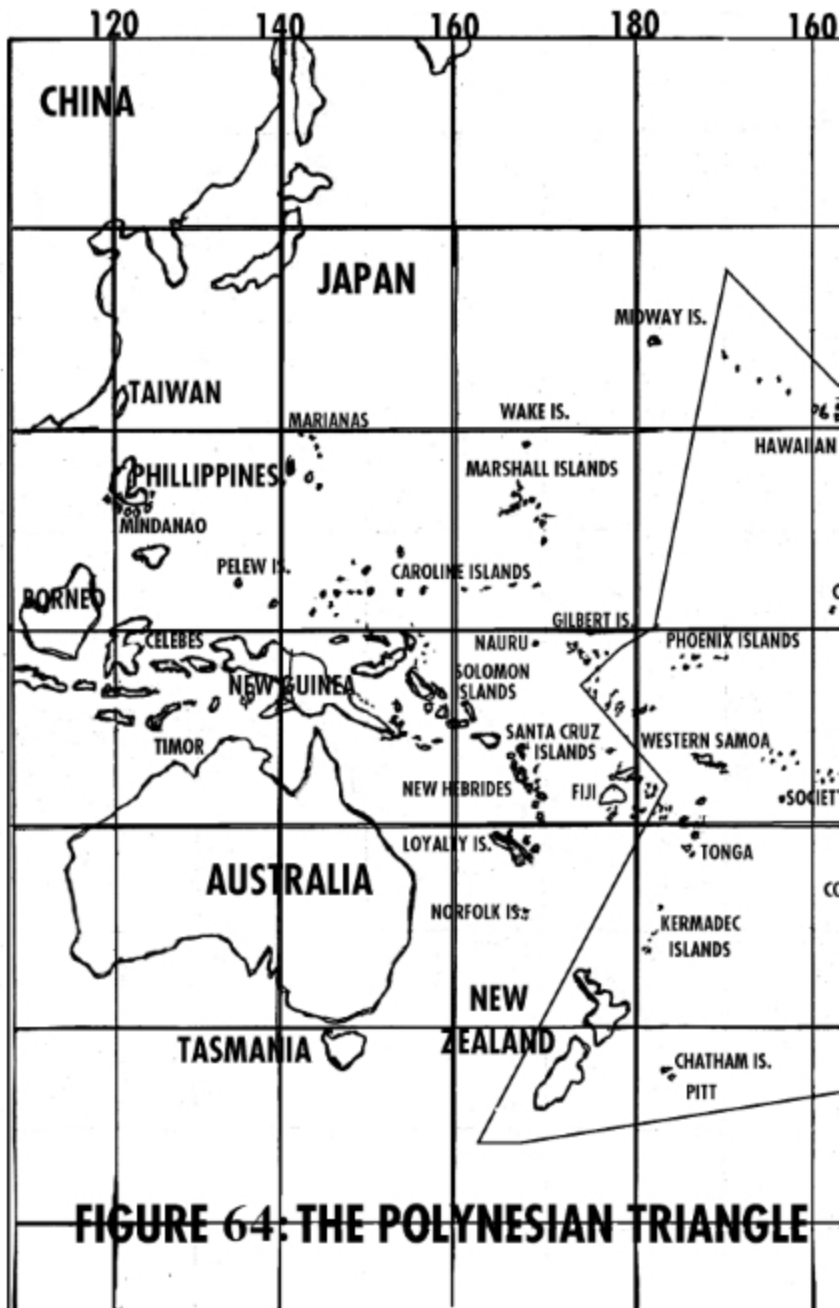 120 140 160 180 160
CHINA
JAPAN
MIDWAY IS.
TAIWAN
MARIANAS
WAKE IS.
HAWAIIAN
PHILLIPPINES
MARSHALL ISLANDS
MINDANAO
PELEW IS.
CAROLINE ISLANDS
BORNEO
GILBERT IS.
CELEBES
NAURU
PHOENIX ISLANDS
NEW GUINEA
SOLOMON
ISLANDS
TIMOR
SANTA CRUZ
ISLANDS
WESTERN SAMOA
NEW HEBRIDES
FIJI
SOCIETY
LOYALTY IS.
TONGA
AUSTRALIA
CO
NORFOLK IS.
KERMADEC
ISLANDS
NEW
ZEALAND
TASMANIA
CHATHAM IS.
PITT
FIGURE 64: THE POLYNESIAN TRIANGLE